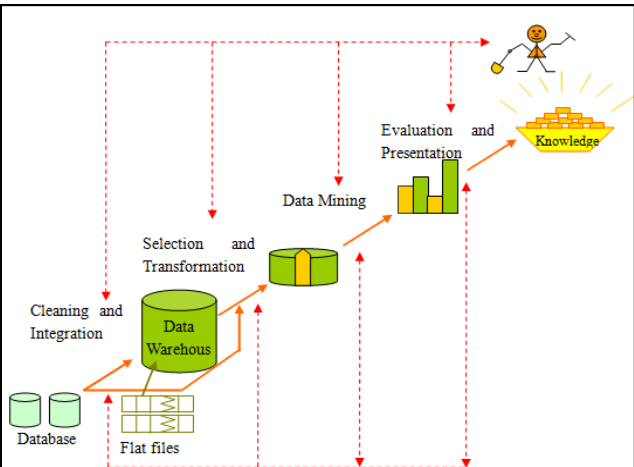 Evaluation and
Presentation
Knowledge
Data Mining
Selection and
Transformation
Cleaning and
Integration
Data
Warehous
Database
Flat files